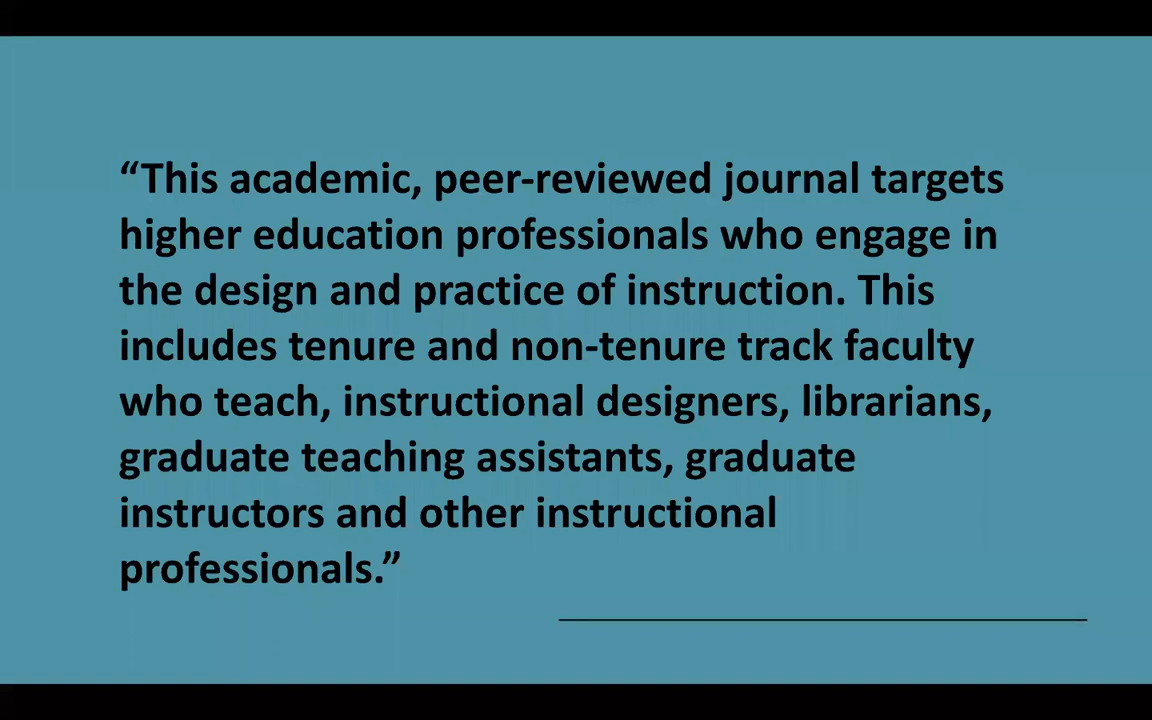 “This academic, peer-reviewed journal targets
higher education professionals who engage in
the design and practice of instruction. This
includes tenure and non-tenure track faculty
who teach, instructional designers, librarians,
graduate teaching assistants, graduate
instructors and other instructional
professionals.”